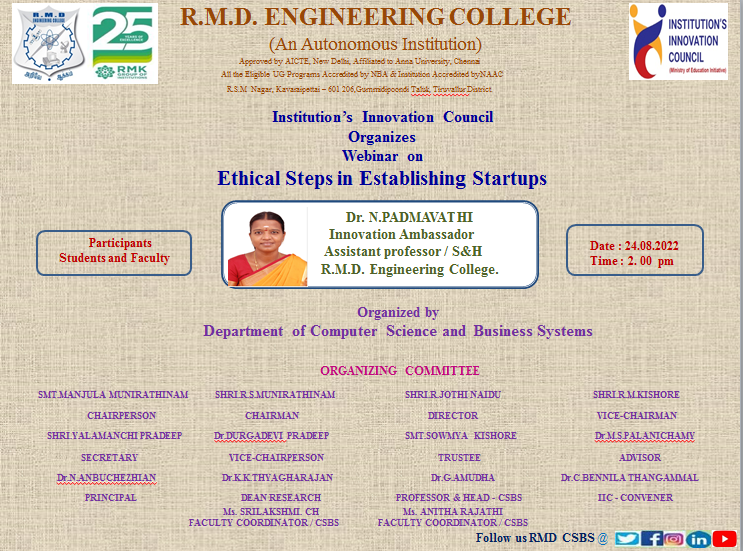 R.M.D. ENGINEERING COLLEGE
(An Autonomous Institution)
Approved by AICTE, New Delhi, Affiliated to Anna University, Chennai
All the Eligible UG Programs Accredited by NBA & Institution Accredited byNAAC
R.S.M Nagar, Kavaraipettai – 601 206,Gummidipoondi Taluk, Tiruvallur District.
R M D
ENGINEERING COLLEGE
அறிவே ஆக்கம்
25
YEARS OF
EXCELLENCE
RMK
GROUP OF
INSTITUTIONS
INSTITUTION'S
INNOVATION
COUNCIL
(Ministry of Education Initiative)
Institution's Innovation Council
Organizes
Webinar on
Ethical Steps in Establishing Startups
Participants
Students and Faculty
Dr. N.PADMAVATHI
Innovation Ambassador
Assistant professor / S&H
R.M.D. Engineering College.
Date : 24.08.2022
Time : 2. 00 pm
Organized by
Department of Computer Science and Business Systems
ORGANIZING COMMITTEE
SMT.MANJULA MUNIRATHINAM SHRI.R.S.MUNIRATHINAM SHRI.R.JOTHI NAIDU SHRI.R.M.KISHORE
CHAIRPERSON CHAIRMAN DIRECTOR VICE-CHAIRMAN
SHRI.YALAMANCHI PRADEEP Dr.DURGADEVI PRADEEP SMT.SOWMYA KISHORE Dr.M.S.PALANICHAMY
SECRETARY VICE-CHAIRPERSON TRUSTEE ADVISOR
Dr.N.ANBUCHEZHIAN Dr.K.K.THYAGHARAJAN Dr.G.AMUDHA Dr.C.BENNILA THANGAMMAL
PRINCIPAL DEAN RESEARCH PROFESSOR & HEAD - CSBS IIC - CONVENER
Ms. SRILAKSHMI. CH Ms. ANITHA RAJATHI
FACULTY COORDINATOR / CSBS FACULTY COORDINATOR / CSBS
Follow us RMD CSBS @